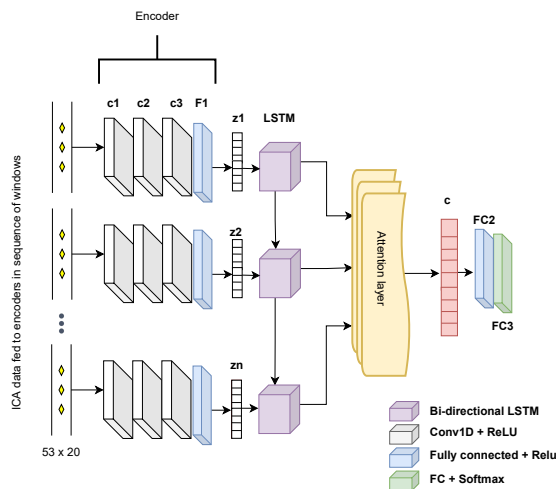 Encoder
c1 c2 c3 F1
z1 LSTM
ICA data fed to encoders in sequence of windows
z2
zn
53 x 20
Attention layer
c
FC2
FC3
Bi-directional LSTM
Conv1D + ReLU
Fully connected + Relu
FC + Softmax